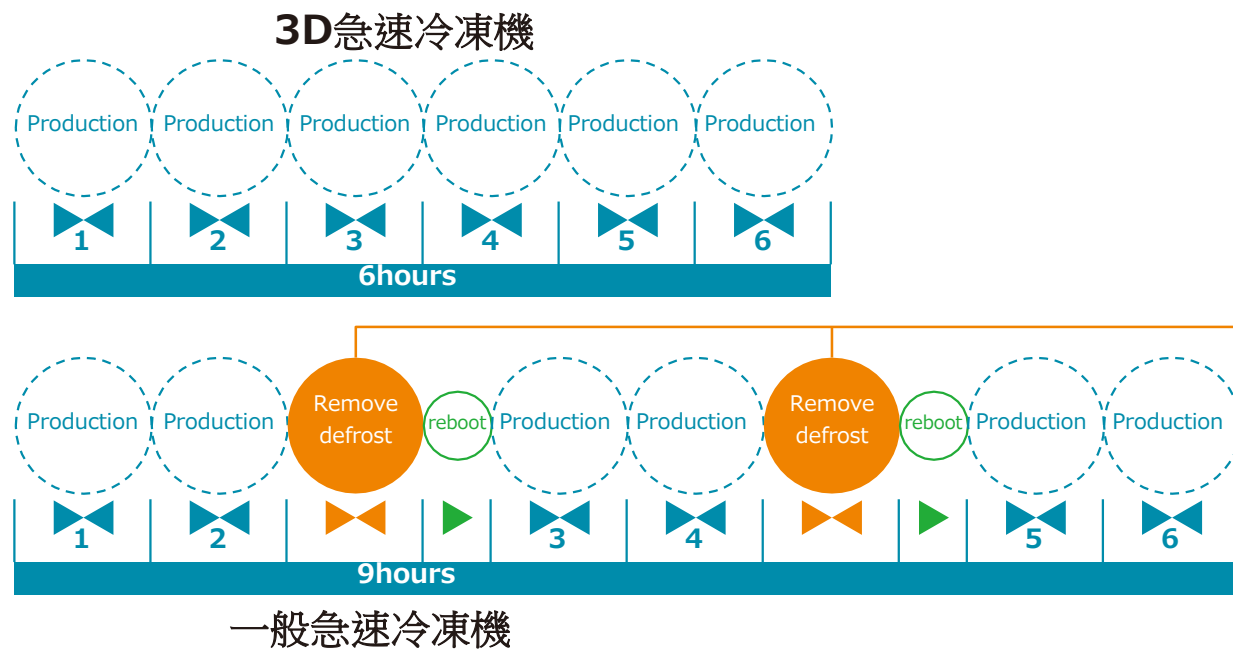 3D急速冷凍機
Production Production Production Production Production Production
1 2 3 4 5 6
6hours
Production Production Remove defrost reboot Production Production Remove defrost reboot Production Production
1 2 3 4 5 6
9hours
一般急速冷凍機